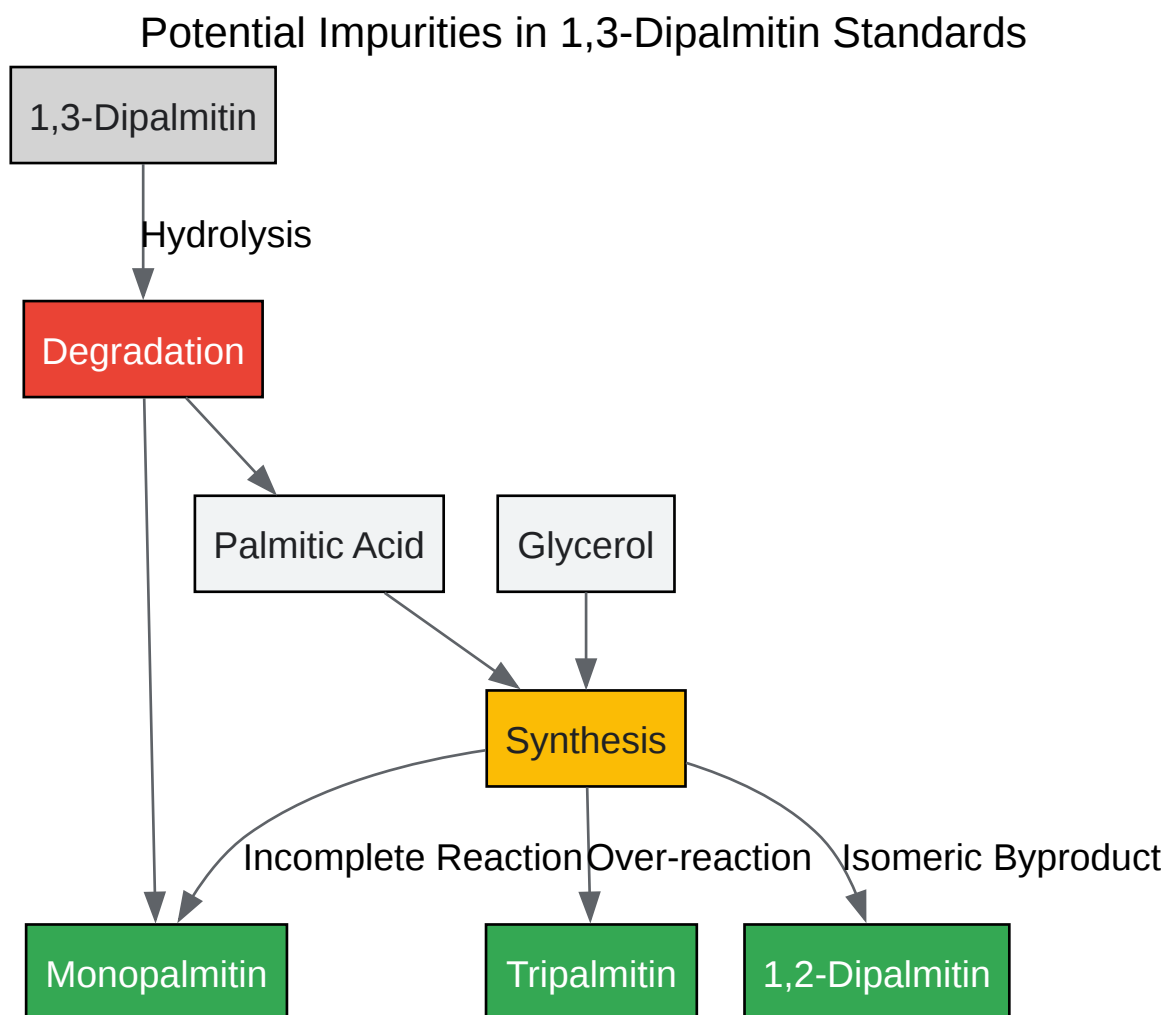 Potential Impurities in 1,3-Dipalmitin Standards
1,3-Dipalmitin
Hydrolysis
Degradation
Palmitic Acid
Glycerol
Synthesis
Incomplete Reaction
Over-reaction
Isomeric Byproduct
Monopalmitin
Tripalmitin
1,2-Dipalmitin